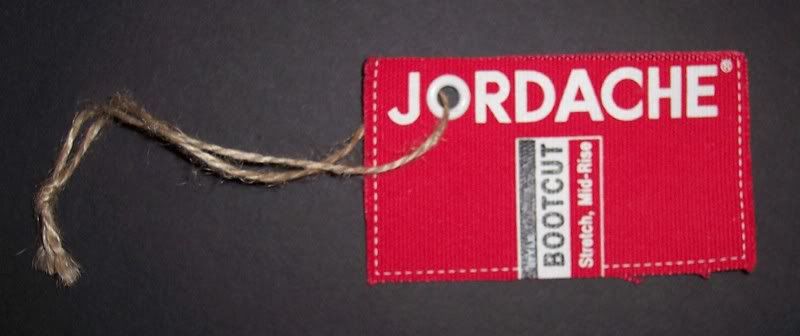 JORDACHE®
BOOTCUT
Stretch, Mid-Rise